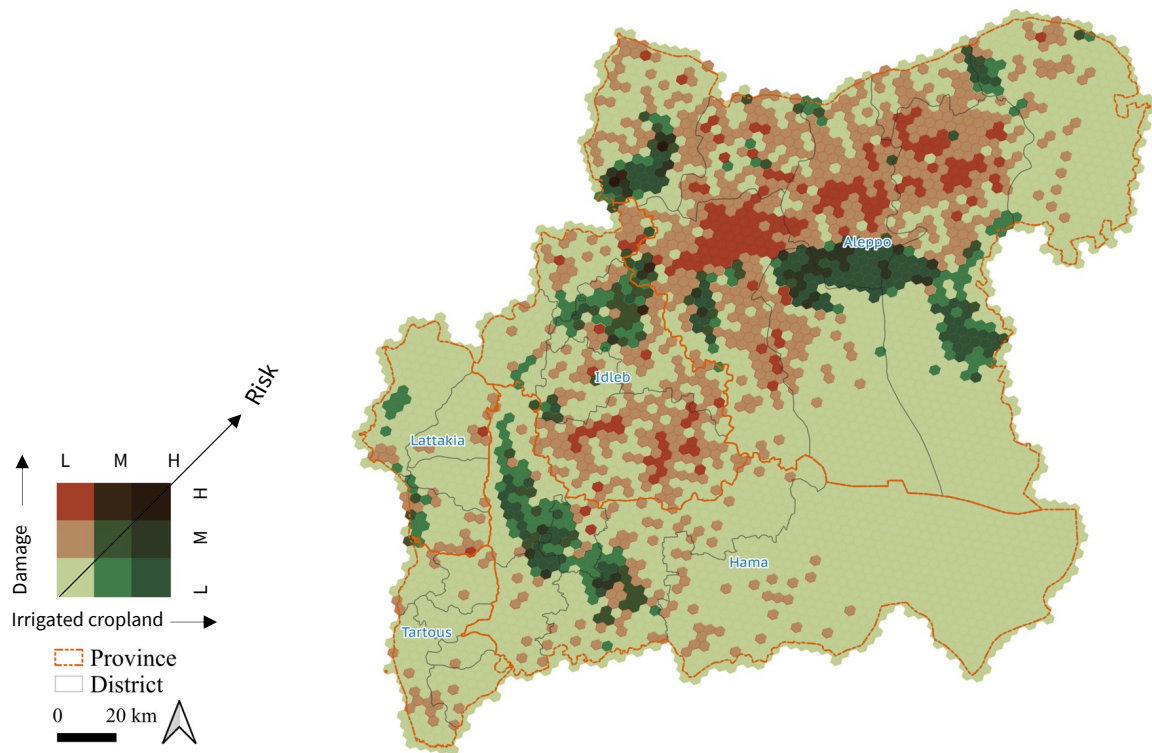 Aleppo
Idleb
Lattakia
Hama
Tartous
Risk
L M H
H
M
L
Damage
Irrigated cropland
Province
District
0 20 km